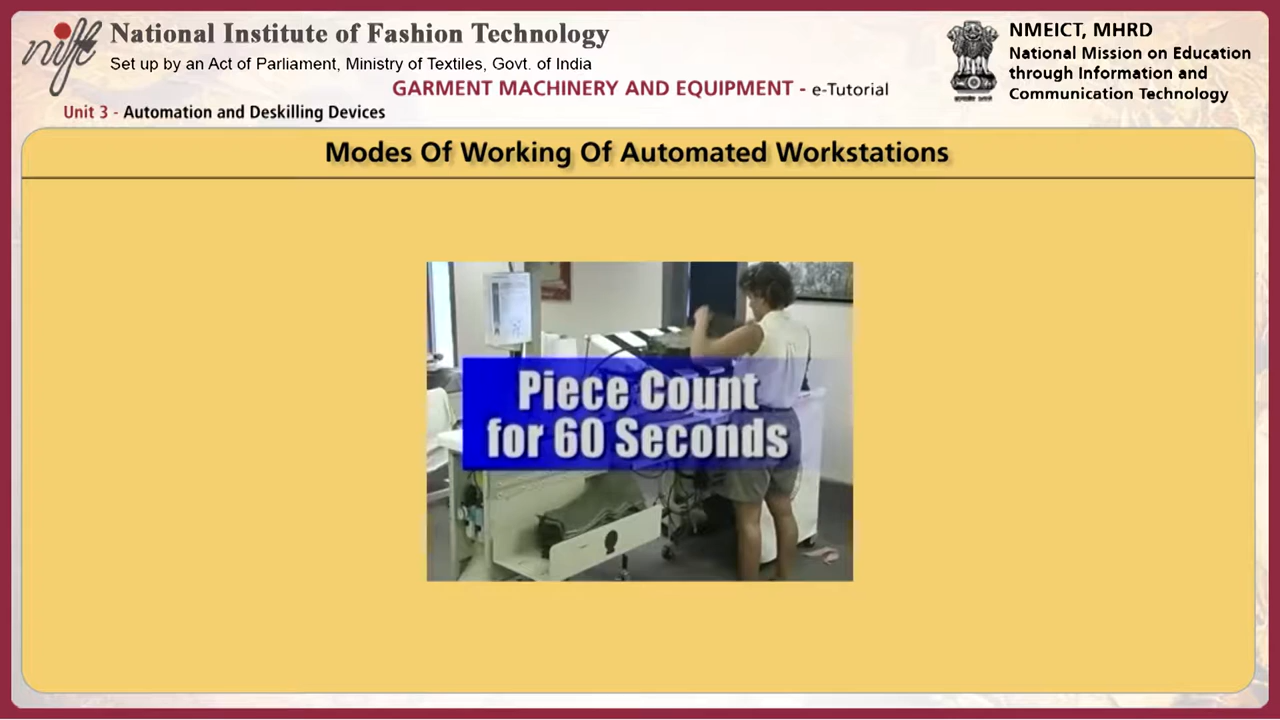 nift
National Institute of Fashion Technology
Set up by an Act of Parliament, Ministry of Textiles, Govt. of India
GARMENT MACHINERY AND EQUIPMENT - e-Tutorial
Unit 3 - Automation and Deskilling Devices
NMEICT, MHRD
National Mission on Education
through Information and
Communication Technology
Modes Of Working Of Automated Workstations
Piece Count
for 60 Seconds